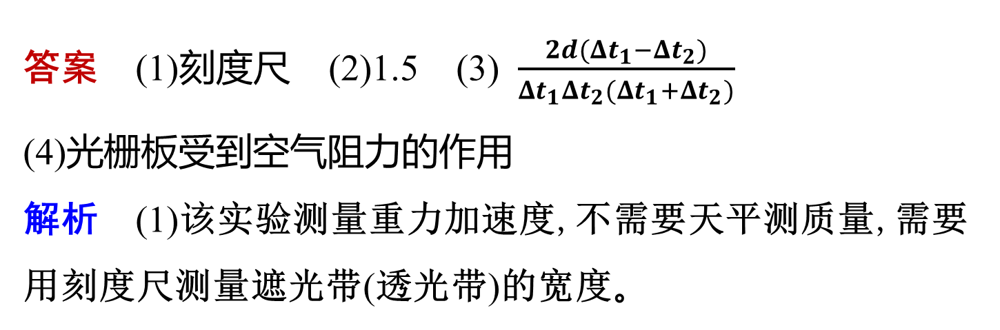 答案 (1)刻度尺 (2)1.5 (3) \frac{2d(Δt₁−Δt₂)}{Δt₁Δt₂(Δt₁+Δt₂)}
(4)光栅板受到空气阻力的作用
解析 (1)该实验测量重力加速度, 不需要天平测质量, 需要
用刻度尺测量遮光带(透光带)的宽度。